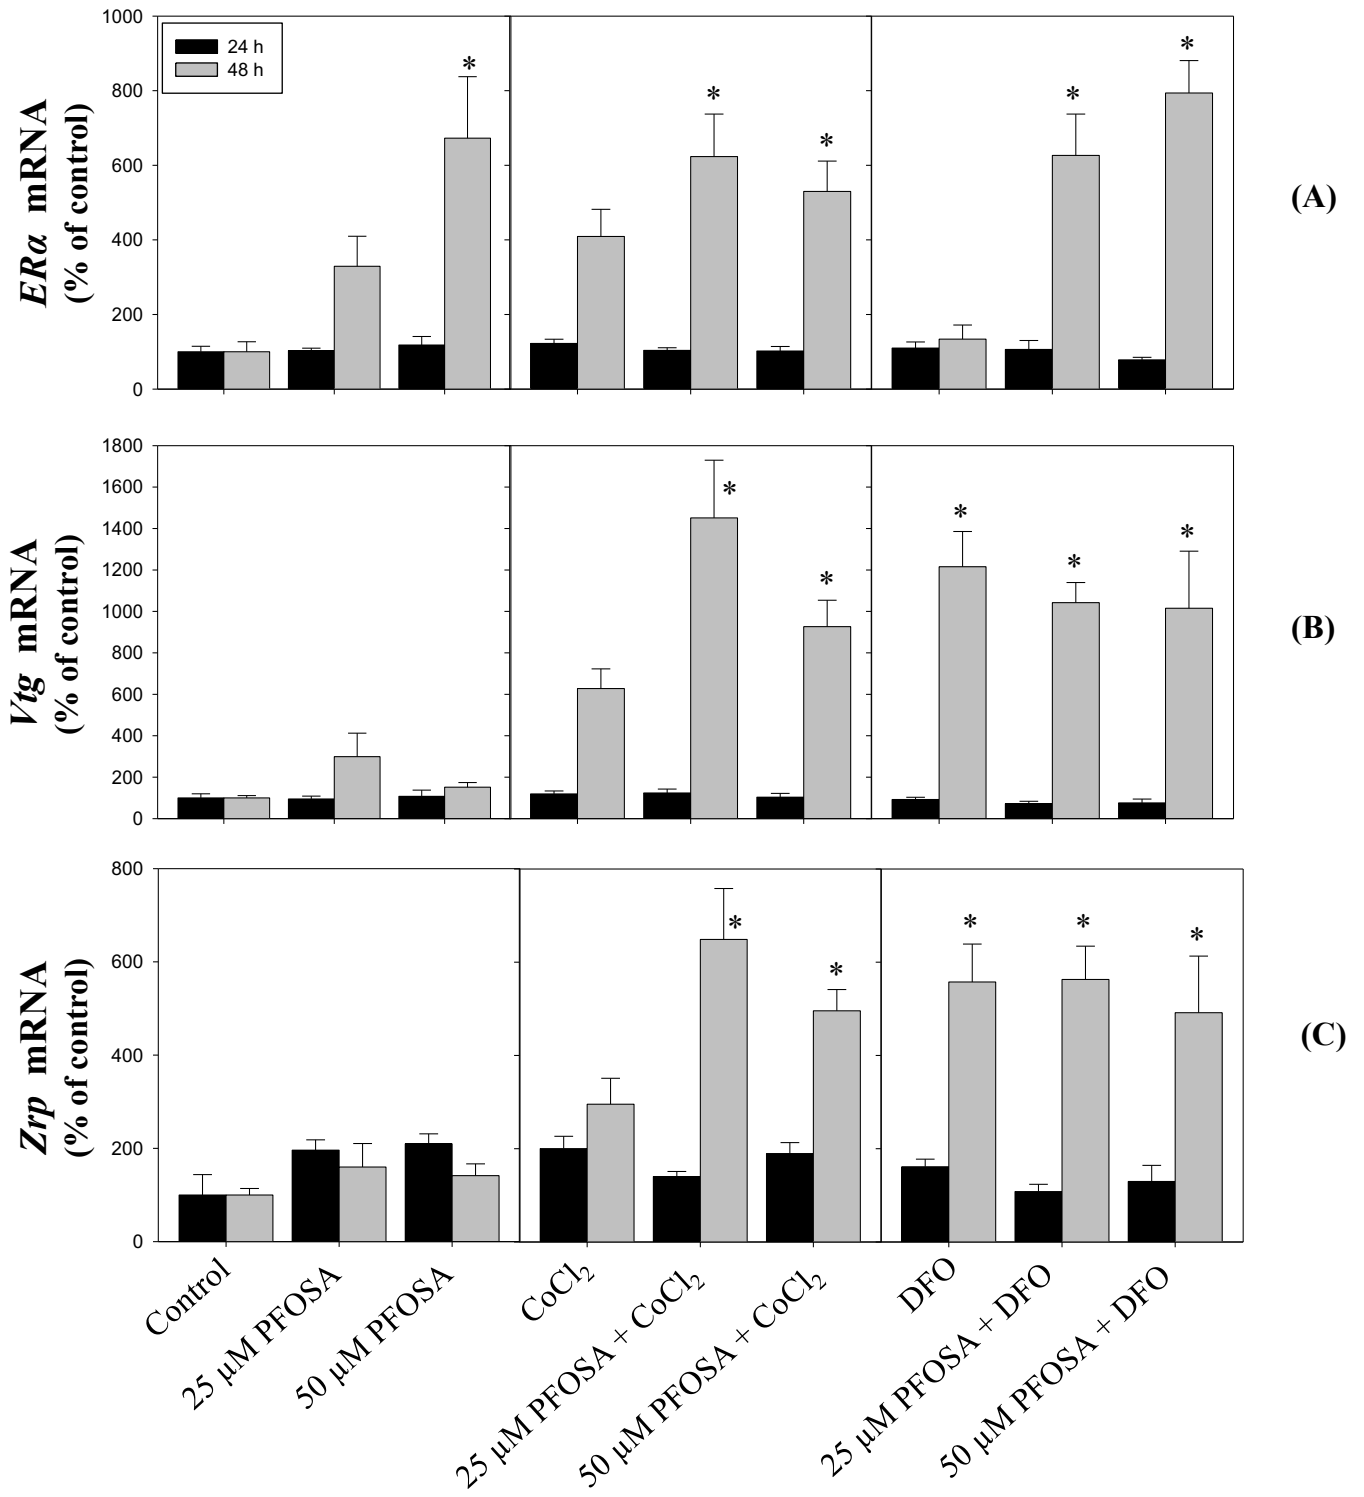 1000
800
600
400
200
0
24 h
48 h
*
*
*
*
*
ERα mRNA
(% of control)
(A)
1800
1600
1400
1200
1000
800
600
400
200
0
*
*
*
*
*
Vtg mRNA
(% of control)
(B)
800
600
400
200
0
*
*
*
*
*
Zrp mRNA
(% of control)
(C)
Control
25 µM PFOSA
50 µM PFOSA
CoCl₂
25 µM PFOSA + CoCl₂
50 µM PFOSA + CoCl₂
DFO
25 µM PFOSA + DFO
50 µM PFOSA + DFO